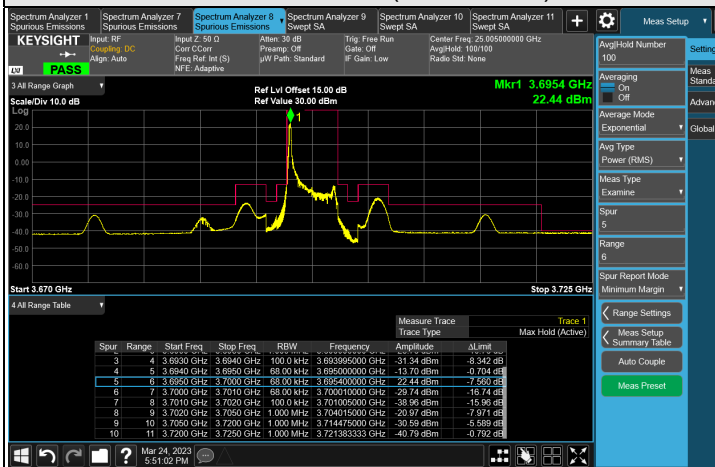 Spectrum Analyzer 1
Spurious Emissions
Spectrum Analyzer 7
Spurious Emissions
Spectrum Analyzer 8
Spurious Emissions
Spectrum Analyzer 9
Swept SA
Spectrum Analyzer 10
Swept SA
Spectrum Analyzer 11
Swept SA
Meas Setup
KEYSIGHT
LXI
PASS
Input: RF
Coupling: DC
Align: Auto
Input Z: 50 Ω
Corr CCorr
Freq Ref: Int (S)
NFE: Adaptive
Atten: 30 dB
Preamp: Off
µW Path: Standard
Trig: Free Run
Gate: Off
IF Gain: Low
Center Freq: 25.005000000 GHz
Avg|Hold: 100/100
Radio Std: None
3 All Range Graph
Scale/Div 10.0 dB
Ref Lvl Offset 15.00 dB
Ref Value 30.00 dBm
Mkr1 3.6954 GHz
22.44 dBm
Log
20.0
10.0
0.00
-10.0
-20.0
-30.0
-40.0
-50.0
-60.0
1
Start 3.670 GHz
Stop 3.725 GHz
4 All Range Table
Measure Trace Trace 1
Trace Type Max Hold (Active)
Spur Range Start Freq Stop Freq RBW Frequency Amplitude ΔLimit
3 4 3.6930 GHz 3.6940 GHz 100.0 kHz 3.693995000 GHz -31.34 dBm -8.342 dB
4 5 3.6940 GHz 3.6950 GHz 68.00 kHz 3.695000000 GHz -13.70 dBm -0.704 dB
5 6 3.6950 GHz 3.7000 GHz 68.00 kHz 3.695400000 GHz 22.44 dBm -7.560 dB
6 7 3.7000 GHz 3.7010 GHz 68.00 kHz 3.700010000 GHz -29.74 dBm -16.74 dB
7 8 3.7010 GHz 3.7020 GHz 100.0 kHz 3.701005000 GHz -38.96 dBm -15.96 dB
8 9 3.7020 GHz 3.7050 GHz 1.000 MHz 3.704015000 GHz -20.97 dBm -7.971 dB
9 10 3.7050 GHz 3.7200 GHz 1.000 MHz 3.714475000 GHz -30.59 dBm -5.589 dB
10 11 3.7200 GHz 3.7250 GHz 1.000 MHz 3.721383333 GHz -40.79 dBm -0.792 dB
Avg|Hold Number
100
Averaging
On
Off
Average Mode
Exponential
Avg Type
Power (RMS)
Meas Type
Examine
Spur
5
Range
6
Spur Report Mode
Minimum Margin
Range Settings
Meas Setup
Summary Table
Auto Couple
Meas Preset
Meas
Global
Mar 24, 2023
5:51:02 PM